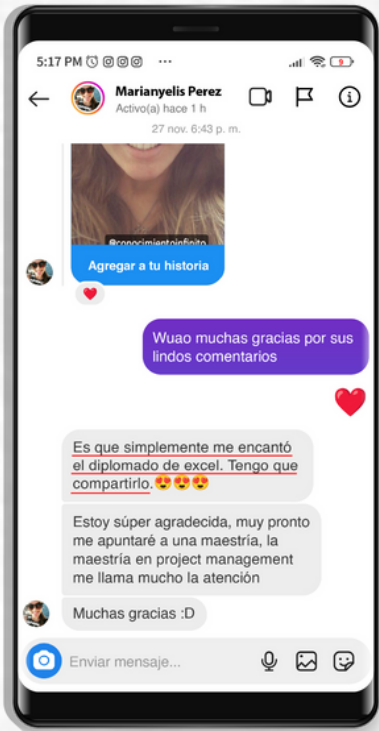 5:17 PM ...
9
Marianyelis Perez
Activo(a) hace 1 h
27 nov. 6:43 p. m.
@conocimientoinfinito
Agregar a tu historia
❤️
Wuao muchas gracias por sus
lindos comentarios
❤️
Es que simplemente me encantó
el diplomado de excel. Tengo que
compartirlo.😍😍😍
Estoy súper agradecida, muy pronto
me apuntaré a una maestría, la
maestría en project management
me llama mucho la atención
Muchas gracias :D
Enviar mensaje...